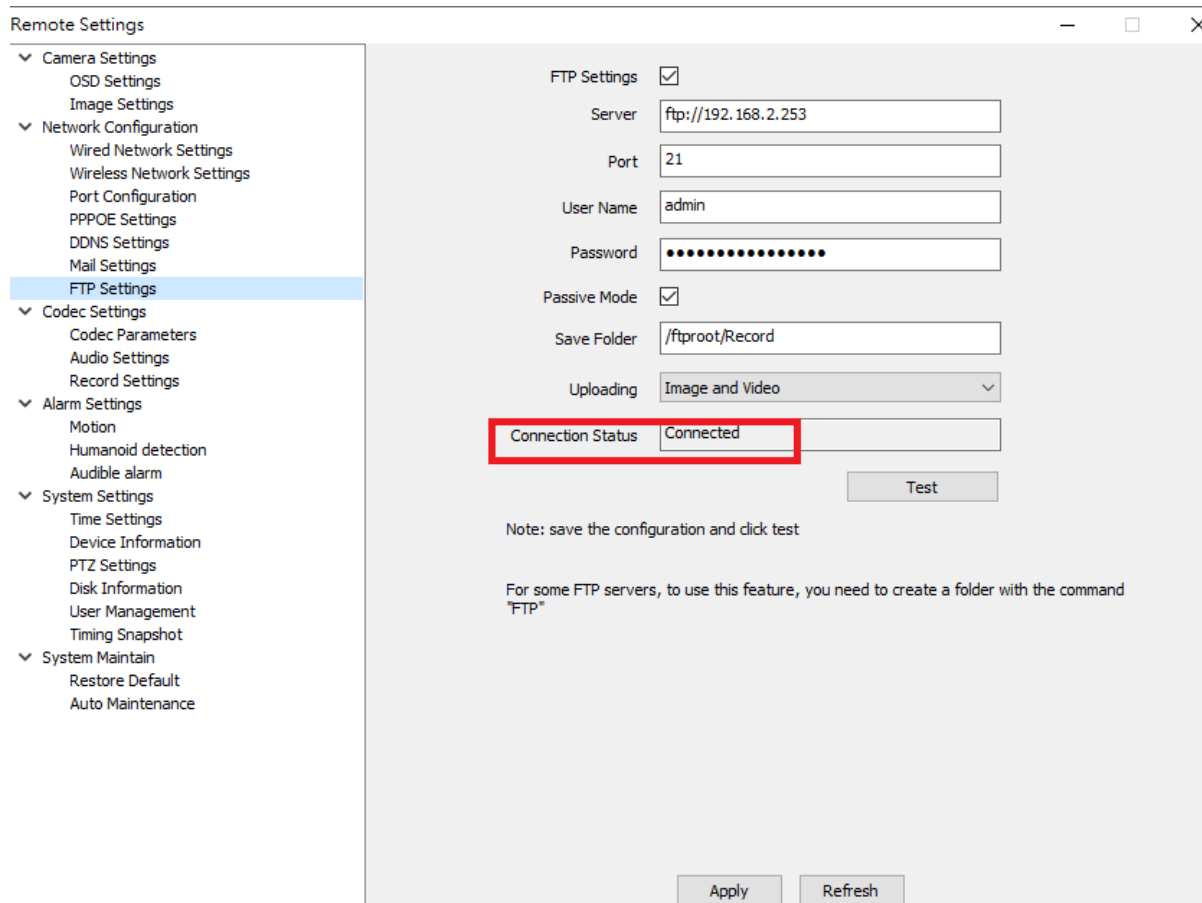 Remote Settings
Camera Settings
OSD Settings
Image Settings
Network Configuration
Wired Network Settings
Wireless Network Settings
Port Configuration
PPPOE Settings
DDNS Settings
Mail Settings
FTP Settings
Codec Settings
Codec Parameters
Audio Settings
Record Settings
Alarm Settings
Motion
Humanoid detection
Audible alarm
System Settings
Time Settings
Device Information
PTZ Settings
Disk Information
User Management
Timing Snapshot
System Maintain
Restore Default
Auto Maintenance
FTP Settings
Server ftp://192.168.2.253
Port 21
User Name admin
Password ●●●●●●●●●●●●●●●●
Passive Mode
Save Folder /ftproot/Record
Uploading Image and Video
Connection Status Connected
Test
Note: save the configuration and click test
For some FTP servers, to use this feature, you need to create a folder with the command
"FTP"
Apply Refresh